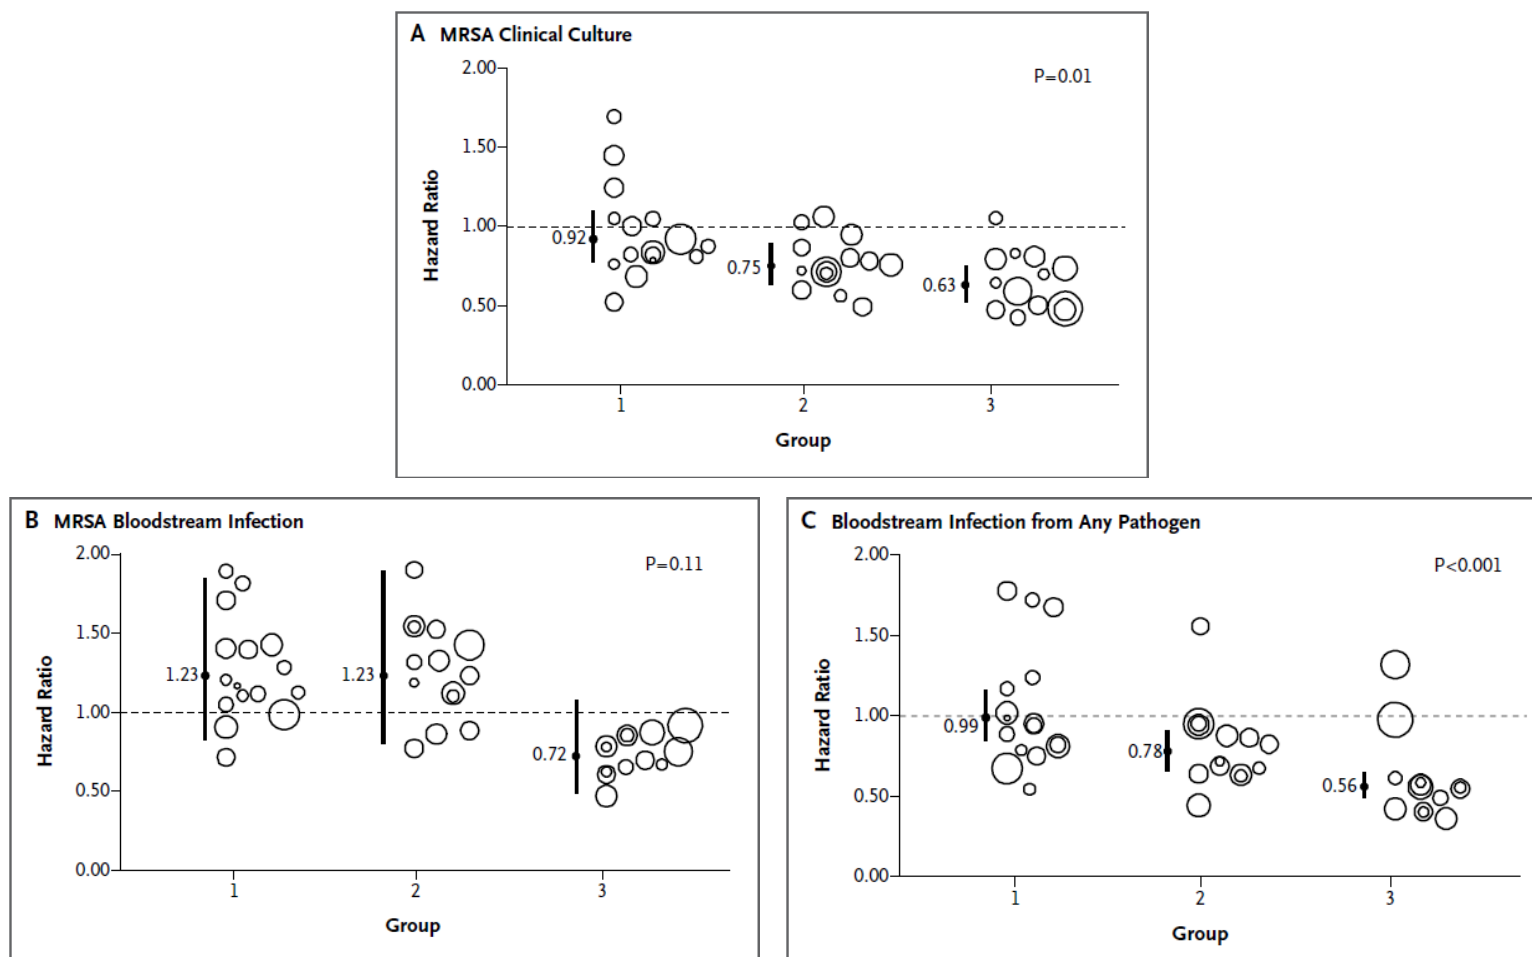 A MRSA Clinical Culture
P=0.01
Hazard Ratio
2.00
1.50
1.00
0.50
0.00
0.92
0.75
0.63
1 2 3
Group
B MRSA Bloodstream Infection
P=0.11
Hazard Ratio
2.00
1.50
1.00
0.50
0.00
1.23
1.23
0.72
1 2 3
Group
C Bloodstream Infection from Any Pathogen
P<0.001
Hazard Ratio
2.00
1.50
1.00
0.50
0.00
0.99
0.78
0.56
1 2 3
Group